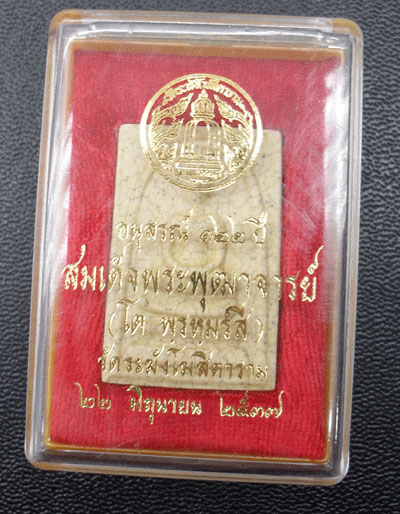 อนุสรณ์ ๑๒๒ ปี
สมเด็จพระพุฒาจารย์
(โต พฺรหฺมรํสี)
วัดระฆังโฆสิตาราม
๒๒ มิถุนายน ๒๕๓๗